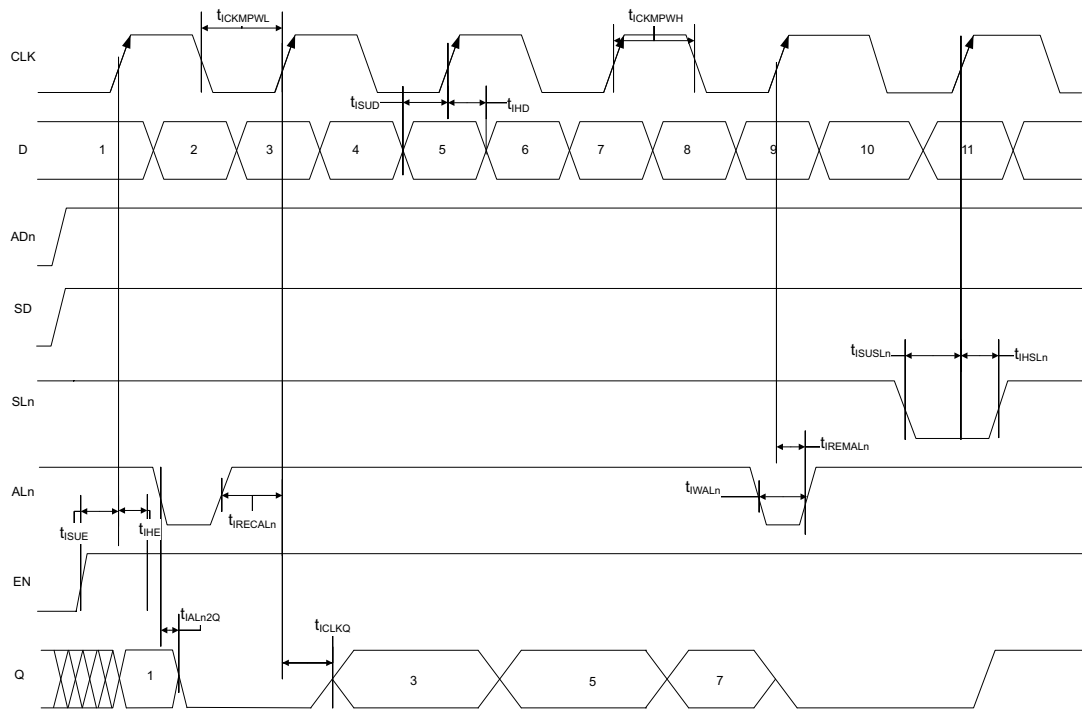 tICKMPWL
tICKMPWH
CLK
tISUD
tIHD
D
1 2 3 4 5 6 7 8 9 10 11
ADn
SD
tISUSLn
tIHSLn
SLn
tIREMALn
ALn
tIWALn
tIRECALn
tISUE
tIHE
EN
tIALn2Q
tICLKQ
Q
1 3 5 7